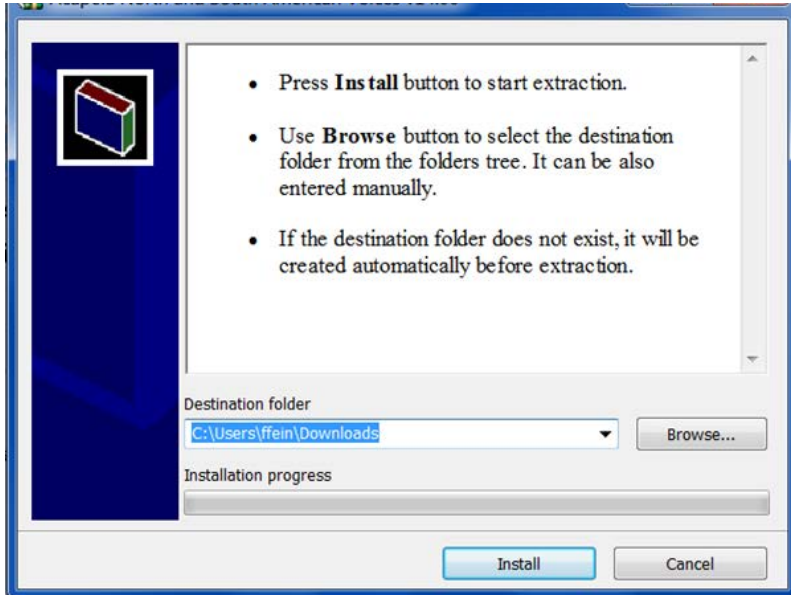 Press Install button to start extraction.
Use Browse button to select the destination
folder from the folders tree. It can be also
entered manually.
If the destination folder does not exist, it will be
created automatically before extraction.
Destination folder
C:\Users\ffein\Downloads
Browse...
Installation progress
Install
Cancel